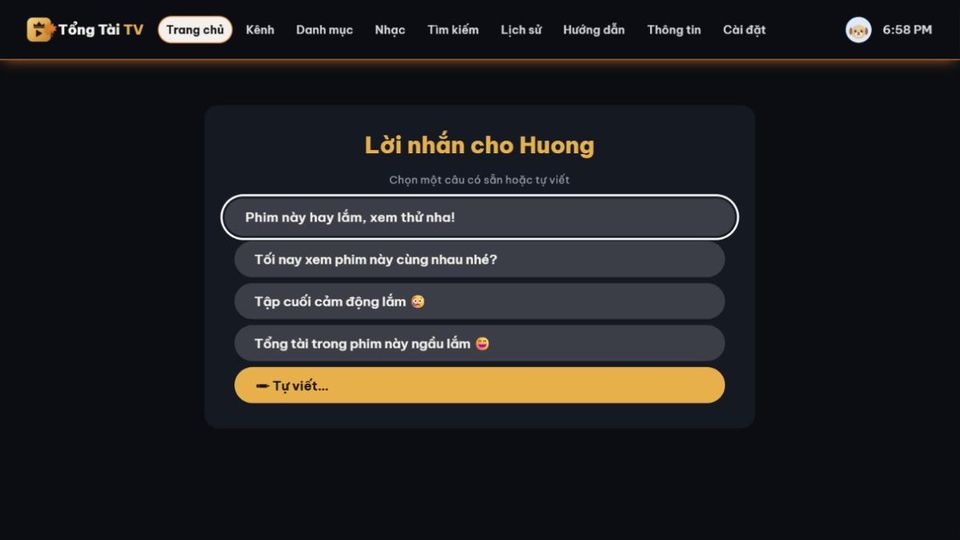 Tổng Tài TV Trang chủ Kênh Danh mục Nhạc Tìm kiếm Lịch sử Hướng dẫn Thông tin Cài đặt 6:58 PM
Lời nhắn cho Huong
Chọn một câu có sẵn hoặc tự viết
Phim này hay lắm, xem thử nha!
Tối nay xem phim này cùng nhau nhé?
Tập cuối cảm động lắm 🥹
Tổng tài trong phim này ngầu lắm 😄
✏️ Tự viết...